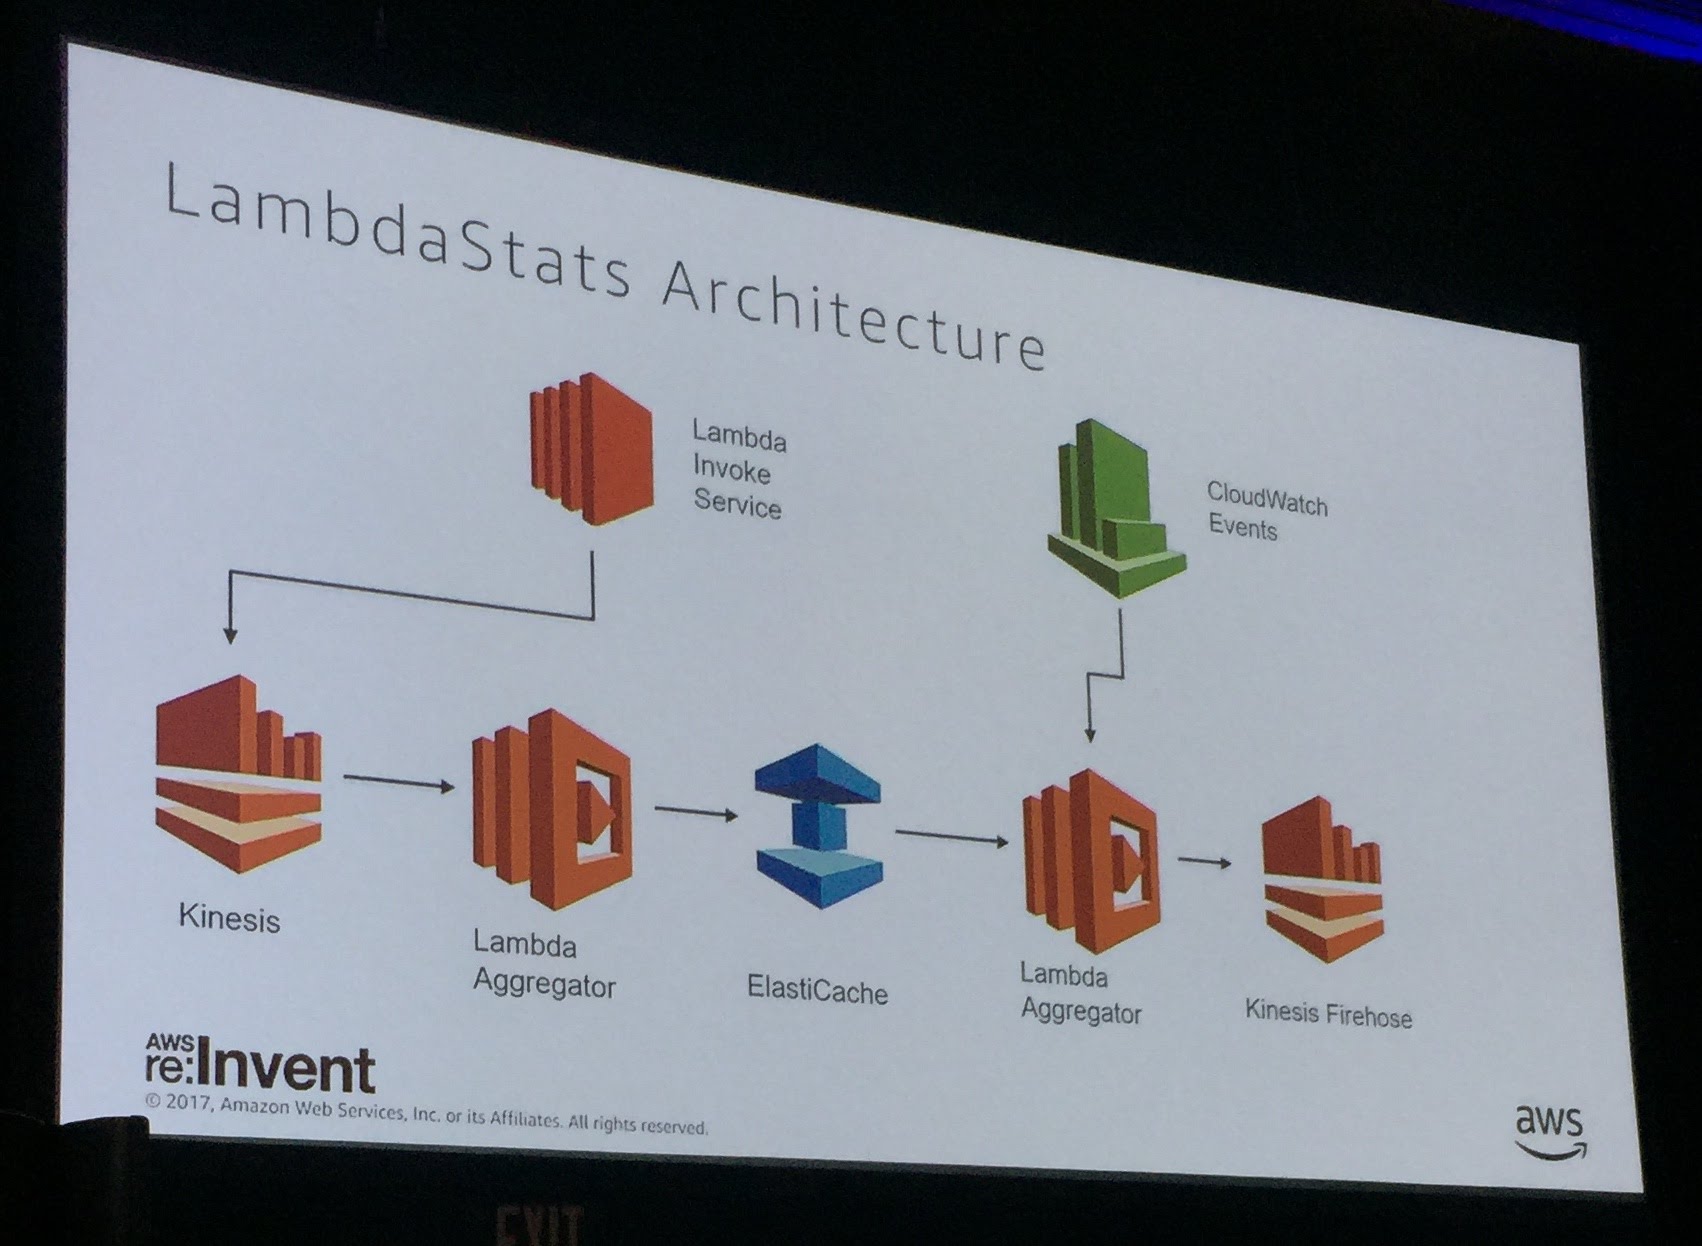 LambdaStats Architecture
Lambda
Invoke
Service
CloudWatch
Events
Kinesis
Lambda
Aggregator
ElastiCache
Lambda
Aggregator
Kinesis Firehose
AWS
re:Invent
© 2017, Amazon Web Services, Inc. or its Affiliates. All rights reserved.
aws
EXIT